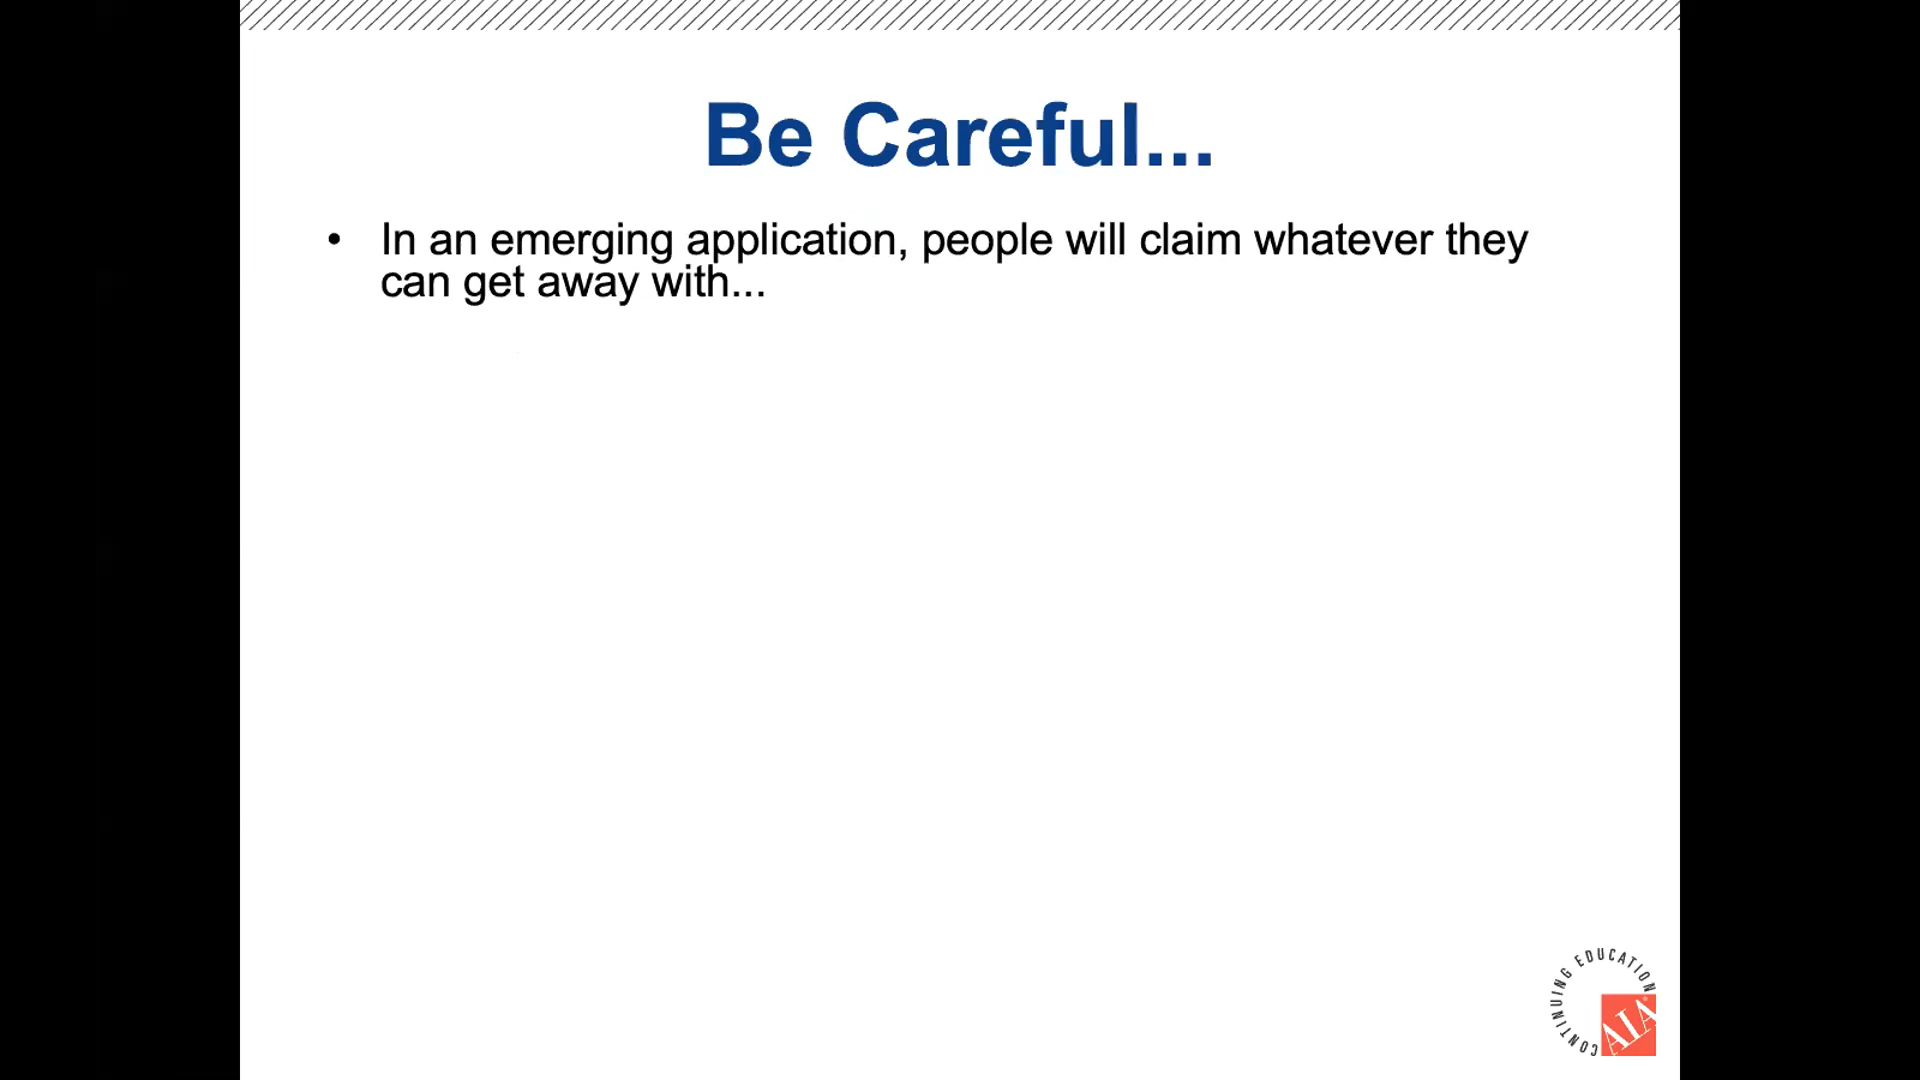 Be Careful...
• In an emerging application, people will claim whatever they
can get away with...
CONTINUING EDUCATION
AIA